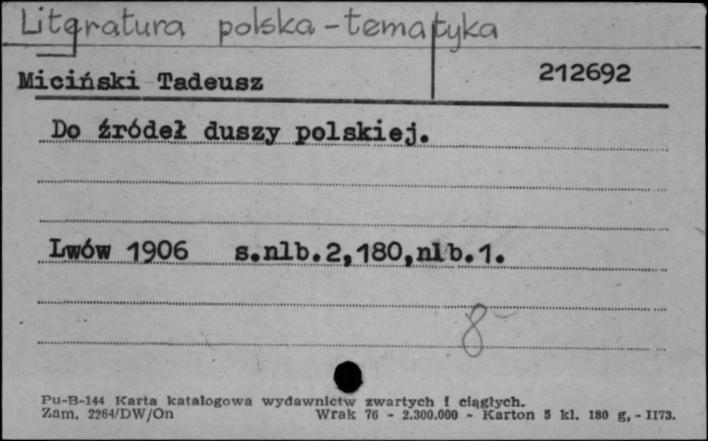 Literatura polska - tematyka
Miciński Tadeusz 212692
Do źródeł duszy polskiej.
Lwów 1906 s.nlb.2,180,nlb.1.
8
Pu-B-144 Karta katalogowa wydawnictw zwartych i ciągłych.
Zam. 2264/DW/On Wrak 76 - 2.300.000 - Karton 5 kl. 180 g, - 1173.